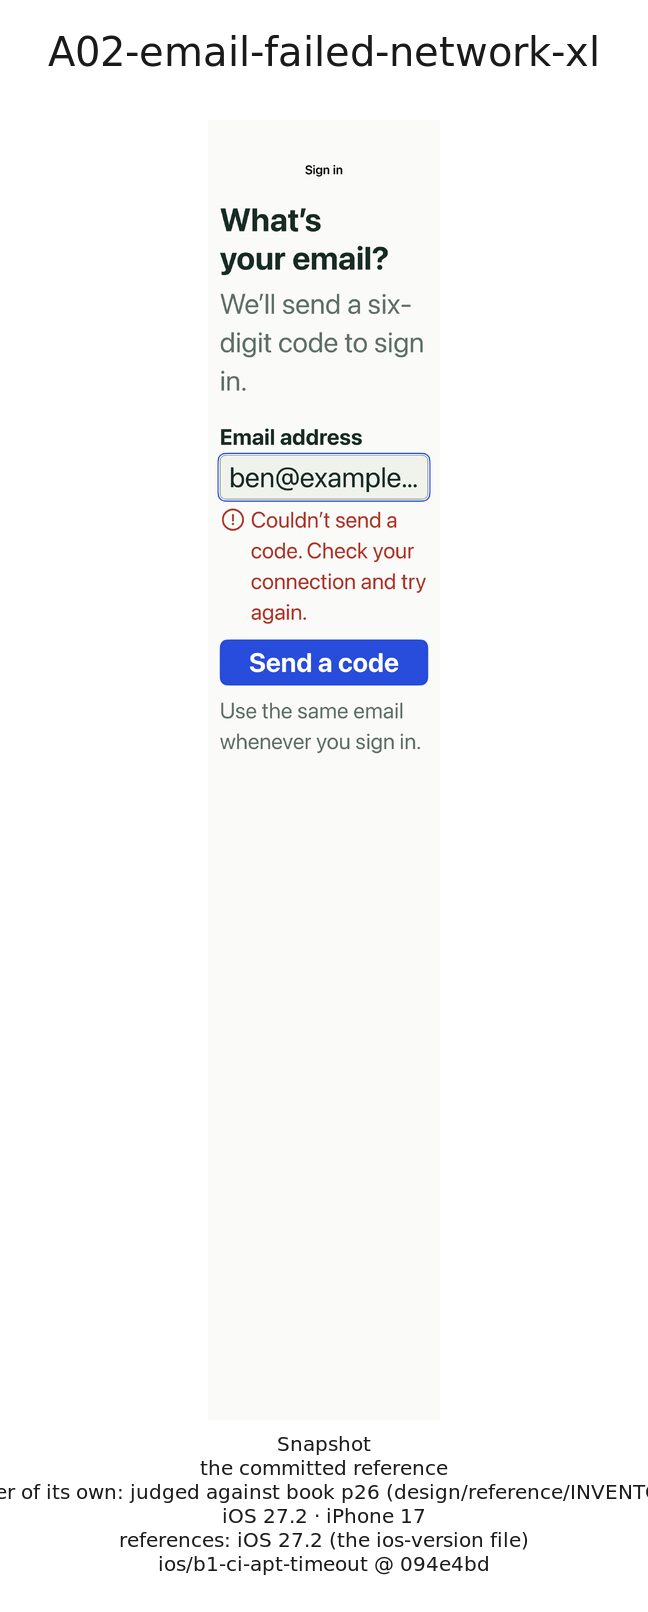 A02-email-failed-network-xl
Sign in
What’s
your email?
We’ll send a six-
digit code to sign
in.
Email address
ben@example…
Couldn’t send a
code. Check your
connection and try
again.
Send a code
Use the same email
whenever you sign in.
Snapshot
the committed reference
of its own: judged against book p26 (design/reference/
iOS 27.2 · iPhone 17
references: iOS 27.2 (the ios-version file)
ios/b1-ci-apt-timeout @ 094e4bd